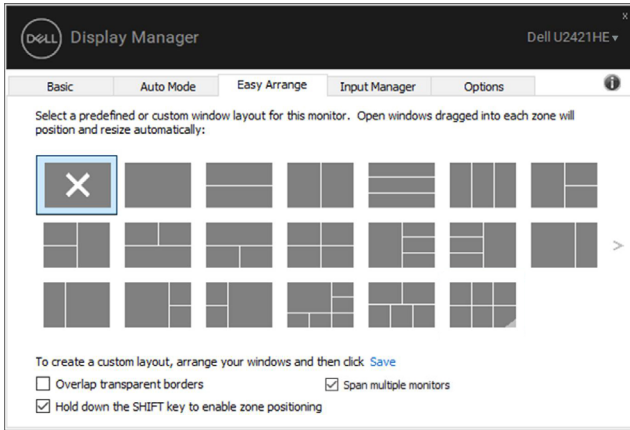 DELL Display Manager
x
Dell U2421HE
Basic Auto Mode Easy Arrange Input Manager Options
Select a predefined or custom window layout for this monitor. Open windows dragged into each zone will
position and resize automatically:
To create a custom layout, arrange your windows and then click Save
Overlap transparent borders
Span multiple monitors
Hold down the SHIFT key to enable zone positioning